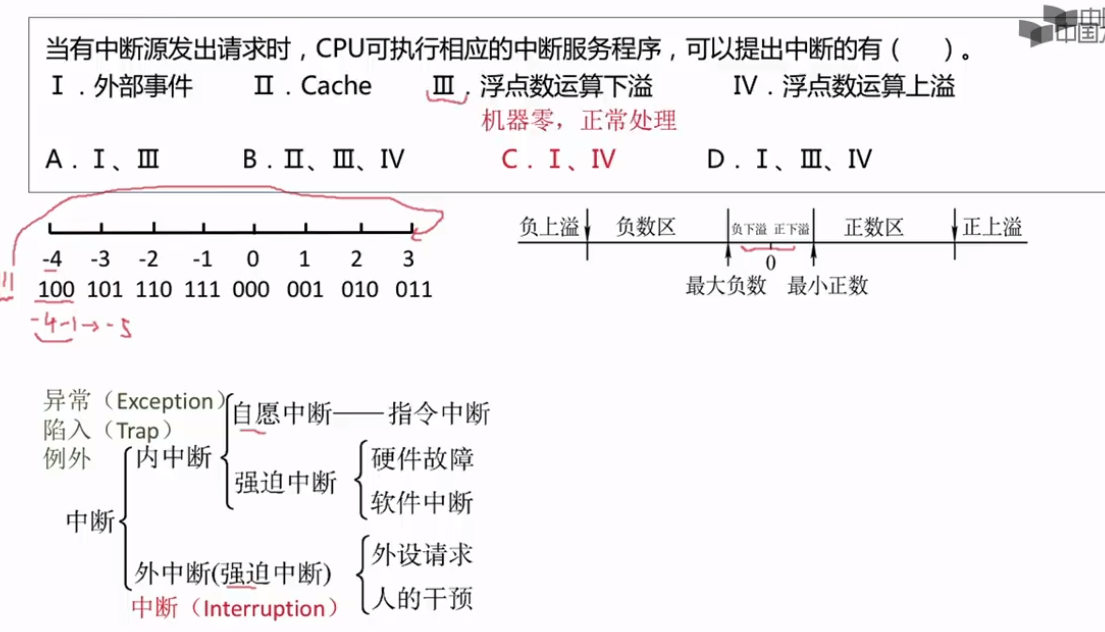 当有中断源发出请求时，CPU可执行相应的中断服务程序，可以提出中断的有（　　）。
Ⅰ．外部事件　Ⅱ．Cache　Ⅲ．浮点数运算下溢　Ⅳ．浮点数运算上溢
机器零，正常处理
A．Ⅰ、Ⅲ　B．Ⅱ、Ⅲ、Ⅳ　C．Ⅰ、Ⅳ　D．Ⅰ、Ⅲ、Ⅳ
-4 -3 -2 -1 0 1 2 3
100 101 110 111 000 001 010 011
-4-1→-5
负上溢 负数区 负下溢 正下溢 正数区 正上溢
0
最大负数 最小正数
异常（Exception）
陷入（Trap）
例外
中断
内中断
自愿中断——指令中断
强迫中断
硬件故障
软件中断
外中断(强迫中断)
中断（Interruption）
外设请求
人的干预